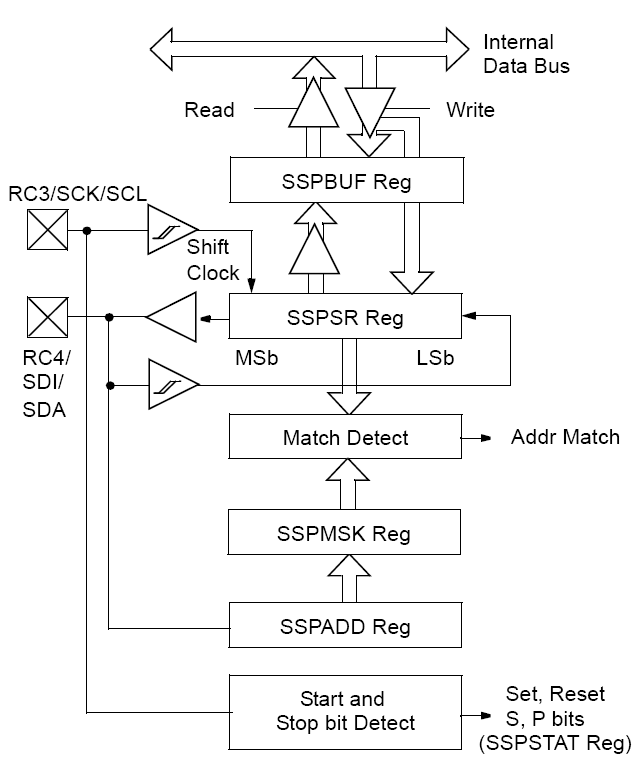 Internal
Data Bus
Read
Write
SSPBUF Reg
RC3/SCK/SCL
Shift
Clock
SSPSR Reg
MSb
LSb
RC4/
SDI/
SDA
Match Detect
Addr Match
SSPMSK Reg
SSPADD Reg
Start and
Stop bit Detect
Set, Reset
S, P bits
(SSPSTAT Reg)